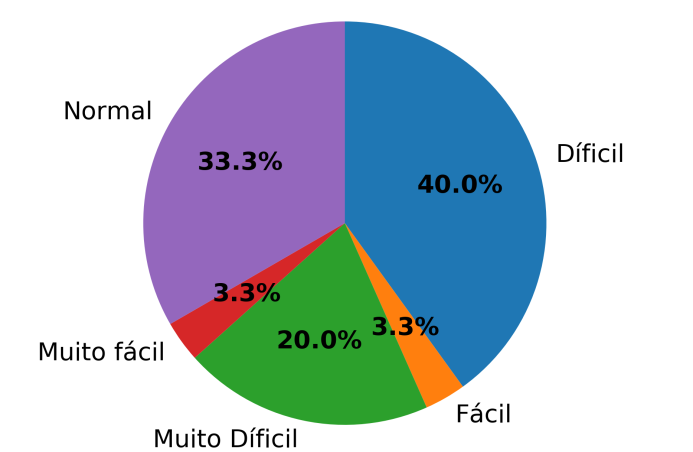 Normal
33.3%
Díficil
40.0%
3.3%
Muito fácil
20.0%
3.3%
Fácil
Muito Díficil